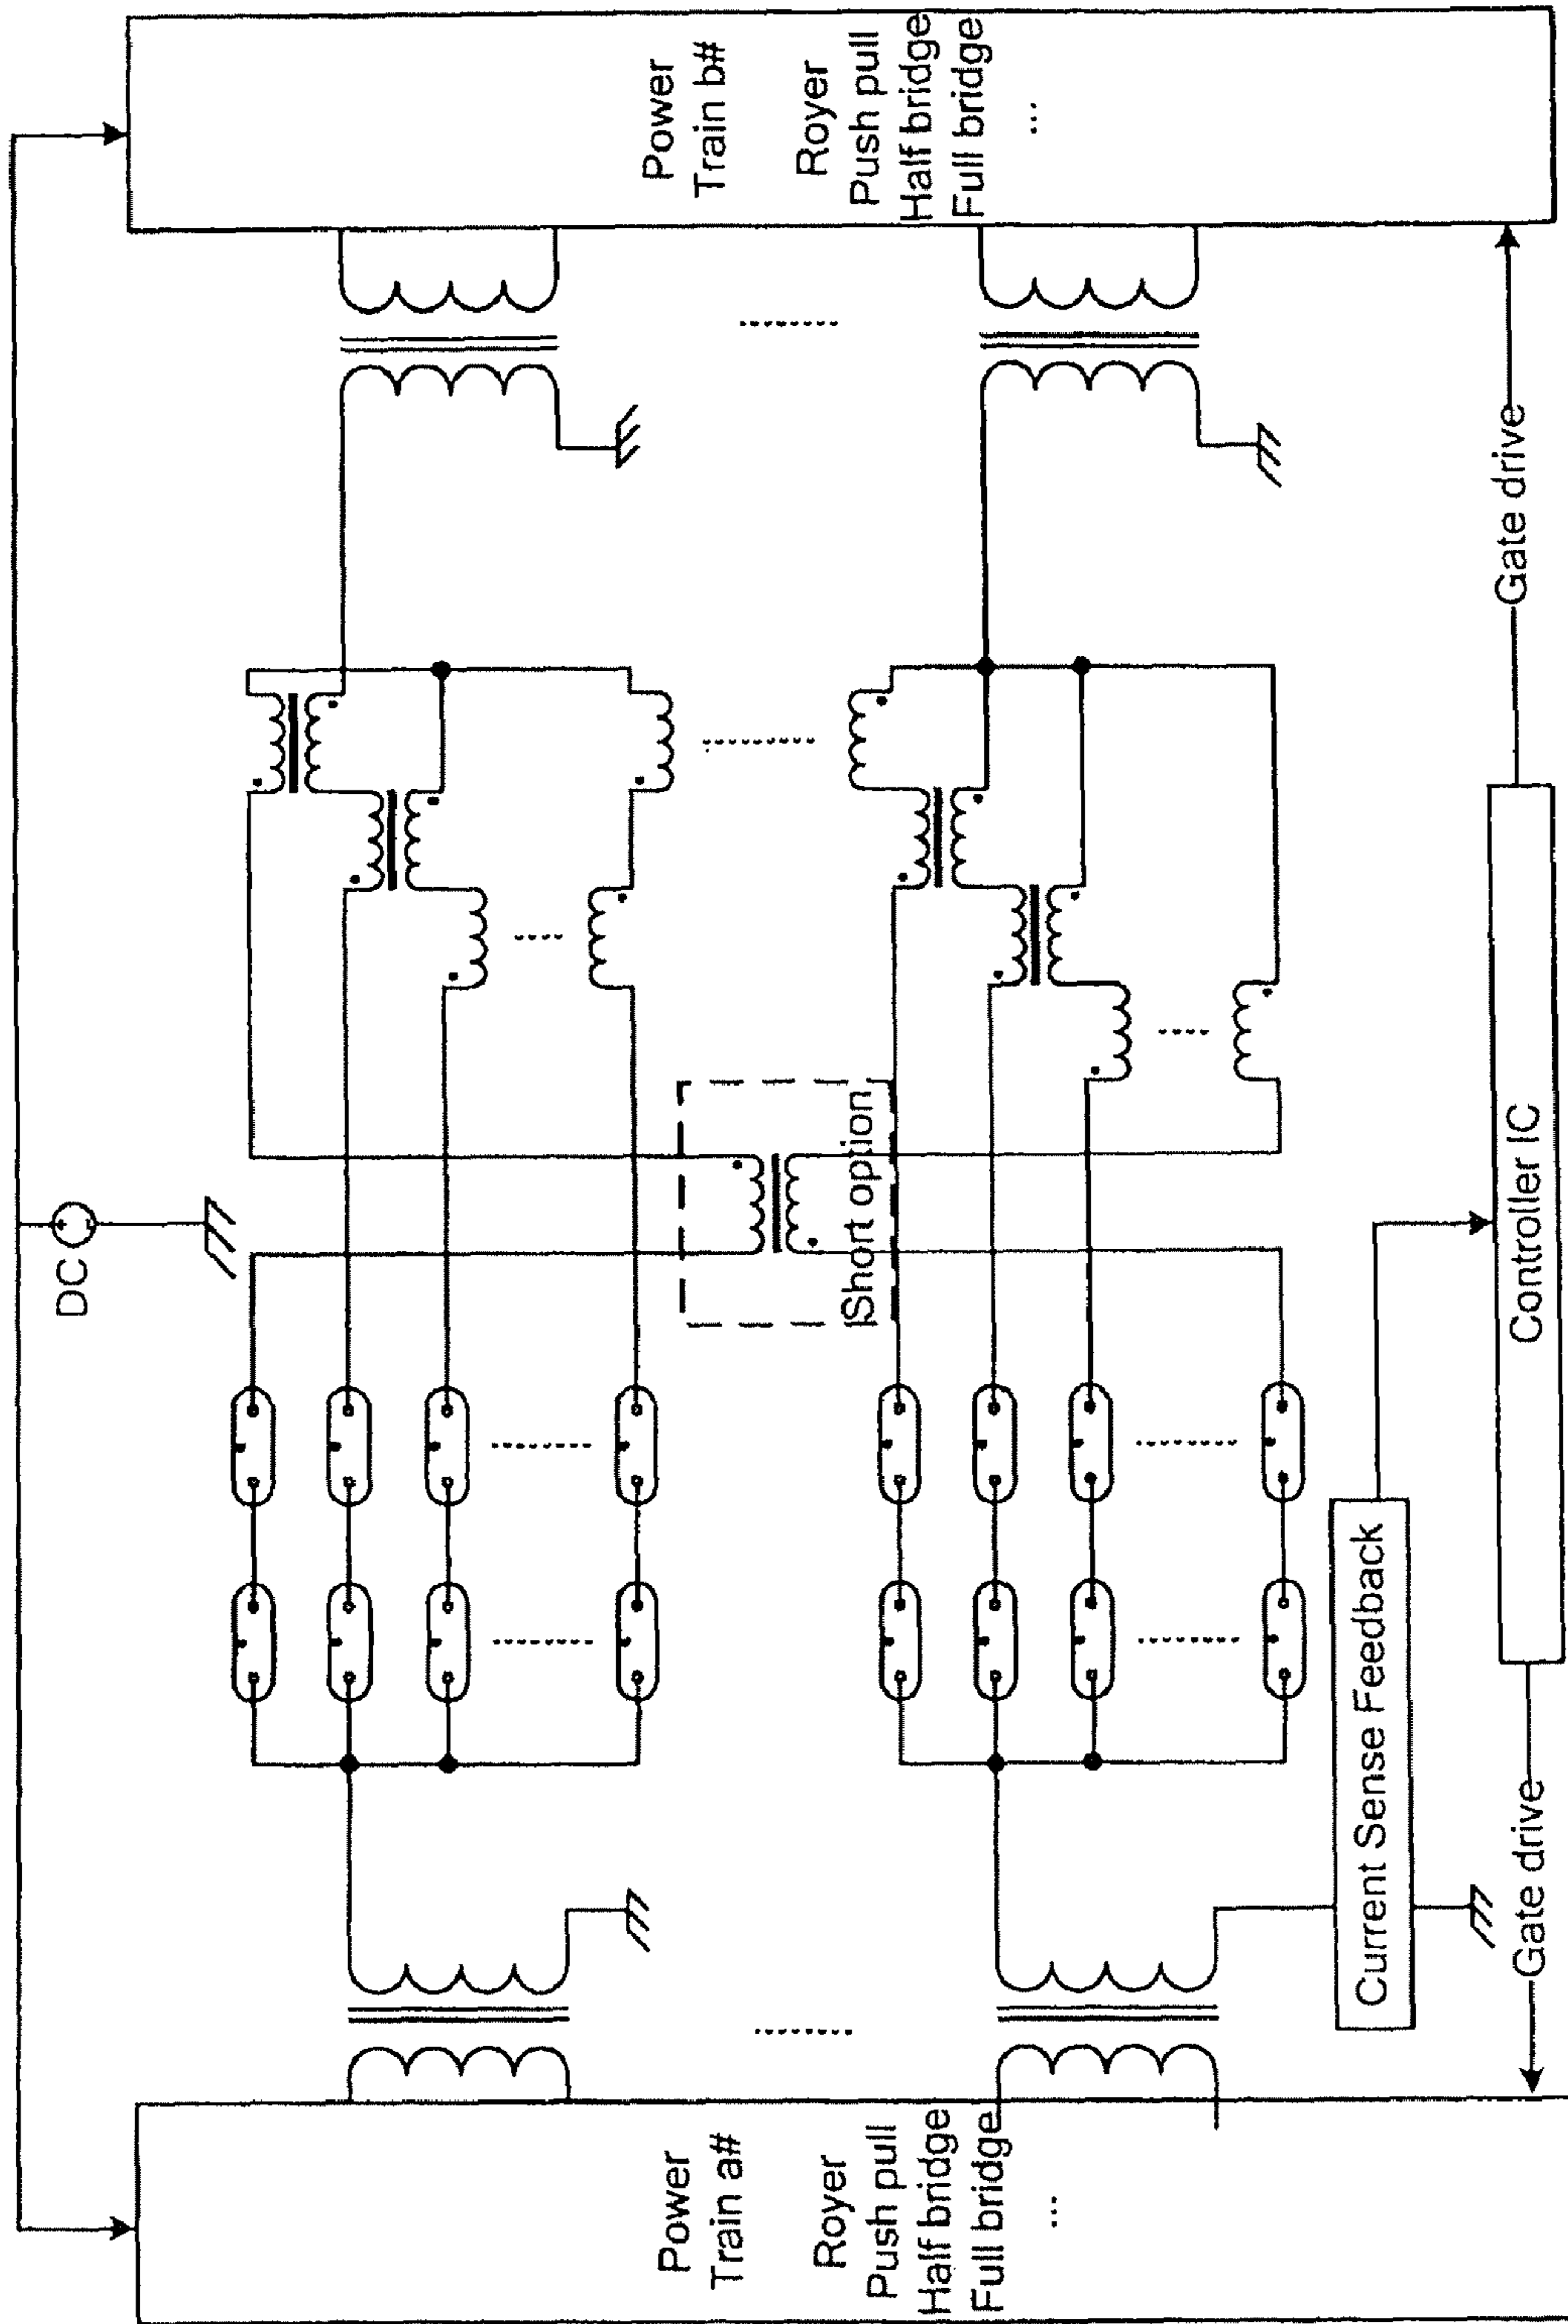 DC
Power
Train a#
Royer
Push pull
Half bridge
Full bridge
...
Power
Train b#
Royer
Push pull
Half bridge
Full bridge
...
Short option
Current Sense Feedback
Gate drive
Controller IC
Gate drive